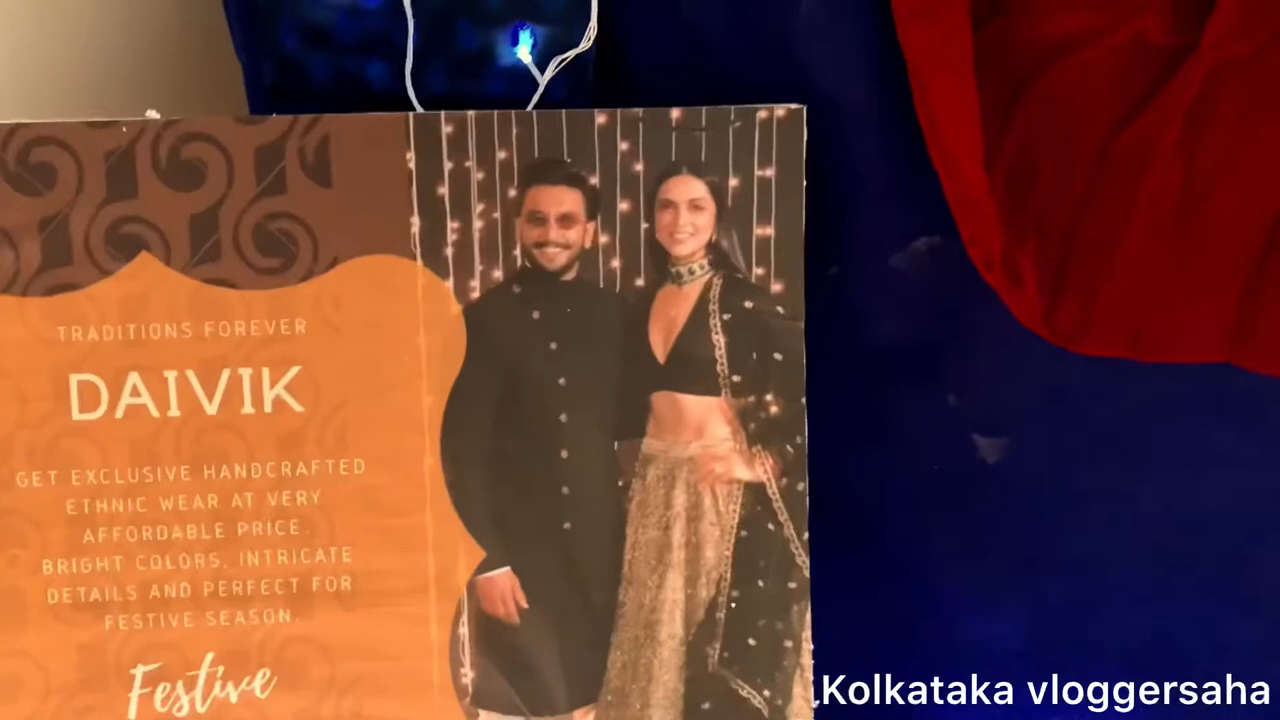 TRADITIONS FOREVER
DAIVIK
GET EXCLUSIVE HANDCRAFTED
ETHNIC WEAR AT VERY
AFFORDABLE PRICE.
BRIGHT COLORS, INTRICATE
DETAILS AND PERFECT FOR
FESTIVE SEASON.
Festive
Kolkataka vloggersaha